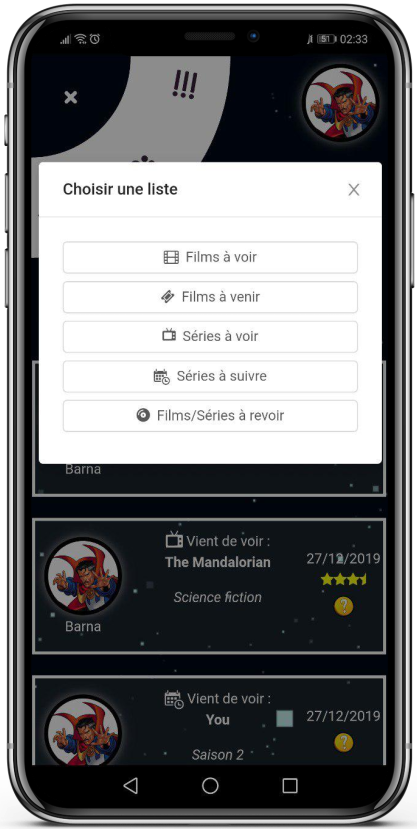 51 02:33
!!!
Choisir une liste
Films à voir
Films à venir
Séries à voir
Séries à suivre
Films/Séries à revoir
Barna
Vient de voir :
The Mandalorian
27/12/2019
Science fiction
?
Barna
Vient de voir :
You
27/12/2019
Saison 2
?